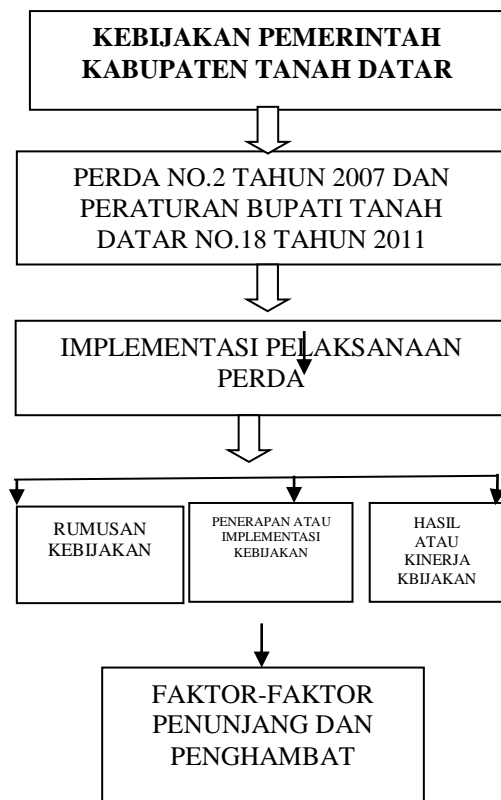 KEBIJAKAN PEMERINTAH
KABUPATEN TANAH DATAR
PERDA NO.2 TAHUN 2007 DAN
PERATURAN BUPATI TANAH
DATAR NO.18 TAHUN 2011
IMPLEMENTASI PELAKSANAAN
PERDA
RUMUSAN
KEBIJAKAN
PENERAPAN ATAU
IMPLEMENTASI
KEBIJAKAN
HASIL
ATAU
KINERJA
KBIJAKAN
FAKTOR-FAKTOR
PENUNJANG DAN
PENGHAMBAT